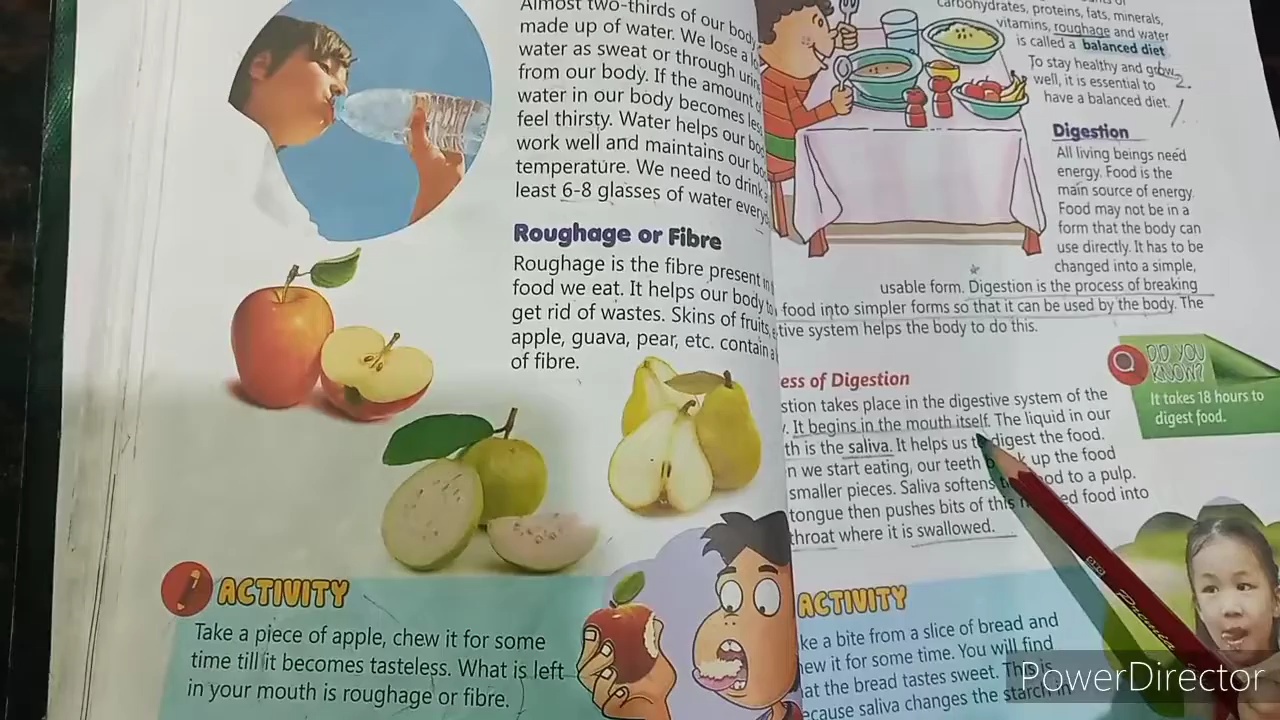 Almost two-thirds of our body
made up of water. We lose a
water as sweat or through urin
from our body. If the amount
water in our body becomes less
feel thirsty. Water helps our bo
work well and maintains our bo
temperature. We need to drink
least 6-8 glasses of water every
Roughage or Fibre
Roughage is the fibre present in
food we eat. It helps our body to
get rid of wastes. Skins of fruits
apple, guava, pear, etc. contain
of fibre.
ACTIVITY
Take a piece of apple, chew it for some
time till it becomes tasteless. What is left
in your mouth is roughage or fibre.
carbohydrates, proteins, fats, minerals,
vitamins, roughage and water
is called a balanced diet
To stay healthy and grow
well, it is essential to
have a balanced diet.
Digestion
All living beings need
energy. Food is the
main source of energy.
Food may not be in a
form that the body can
use directly. It has to be
changed into a simple,
usable form. Digestion is the process of breaking
food into simpler forms so that it can be used by the body. The
tive system helps the body to do this.
ess of Digestion
stion takes place in the digestive system of the
. It begins in the mouth itself. The liquid in our
th is the saliva. It helps us to digest the food.
n we start eating, our teeth up the food
smaller pieces. Saliva softens food to a pulp.
tongue then pushes bits of this ed food into
throat where it is swallowed.
DID YOU
KNOW?
It takes 18 hours to
digest food.
ACTIVITY
ke a bite from a slice of bread and
hew it for some time. You will find
hat the bread tastes sweet. This is
ecause saliva changes the starch in
PowerDirector